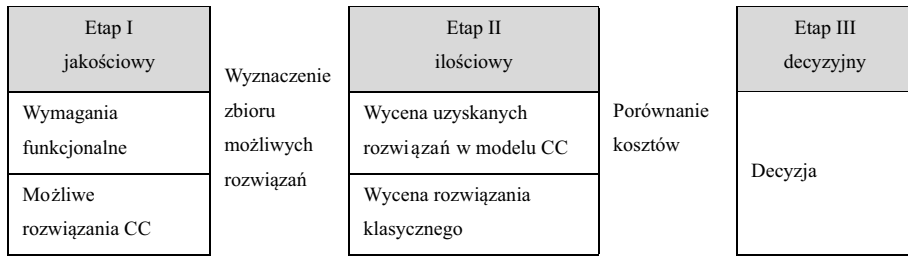 Etap I
jakościowy
Wymagania
funkcjonalne
Możliwe
rozwiązania CC
Wyznaczenie
zbioru
możliwych
rozwiązań
Etap II
ilościowy
Wycena uzyskanych
rozwiązań w modelu CC
Wycena rozwiązania
klasycznego
Porównanie
kosztów
Etap III
decyzyjny
Decyzja